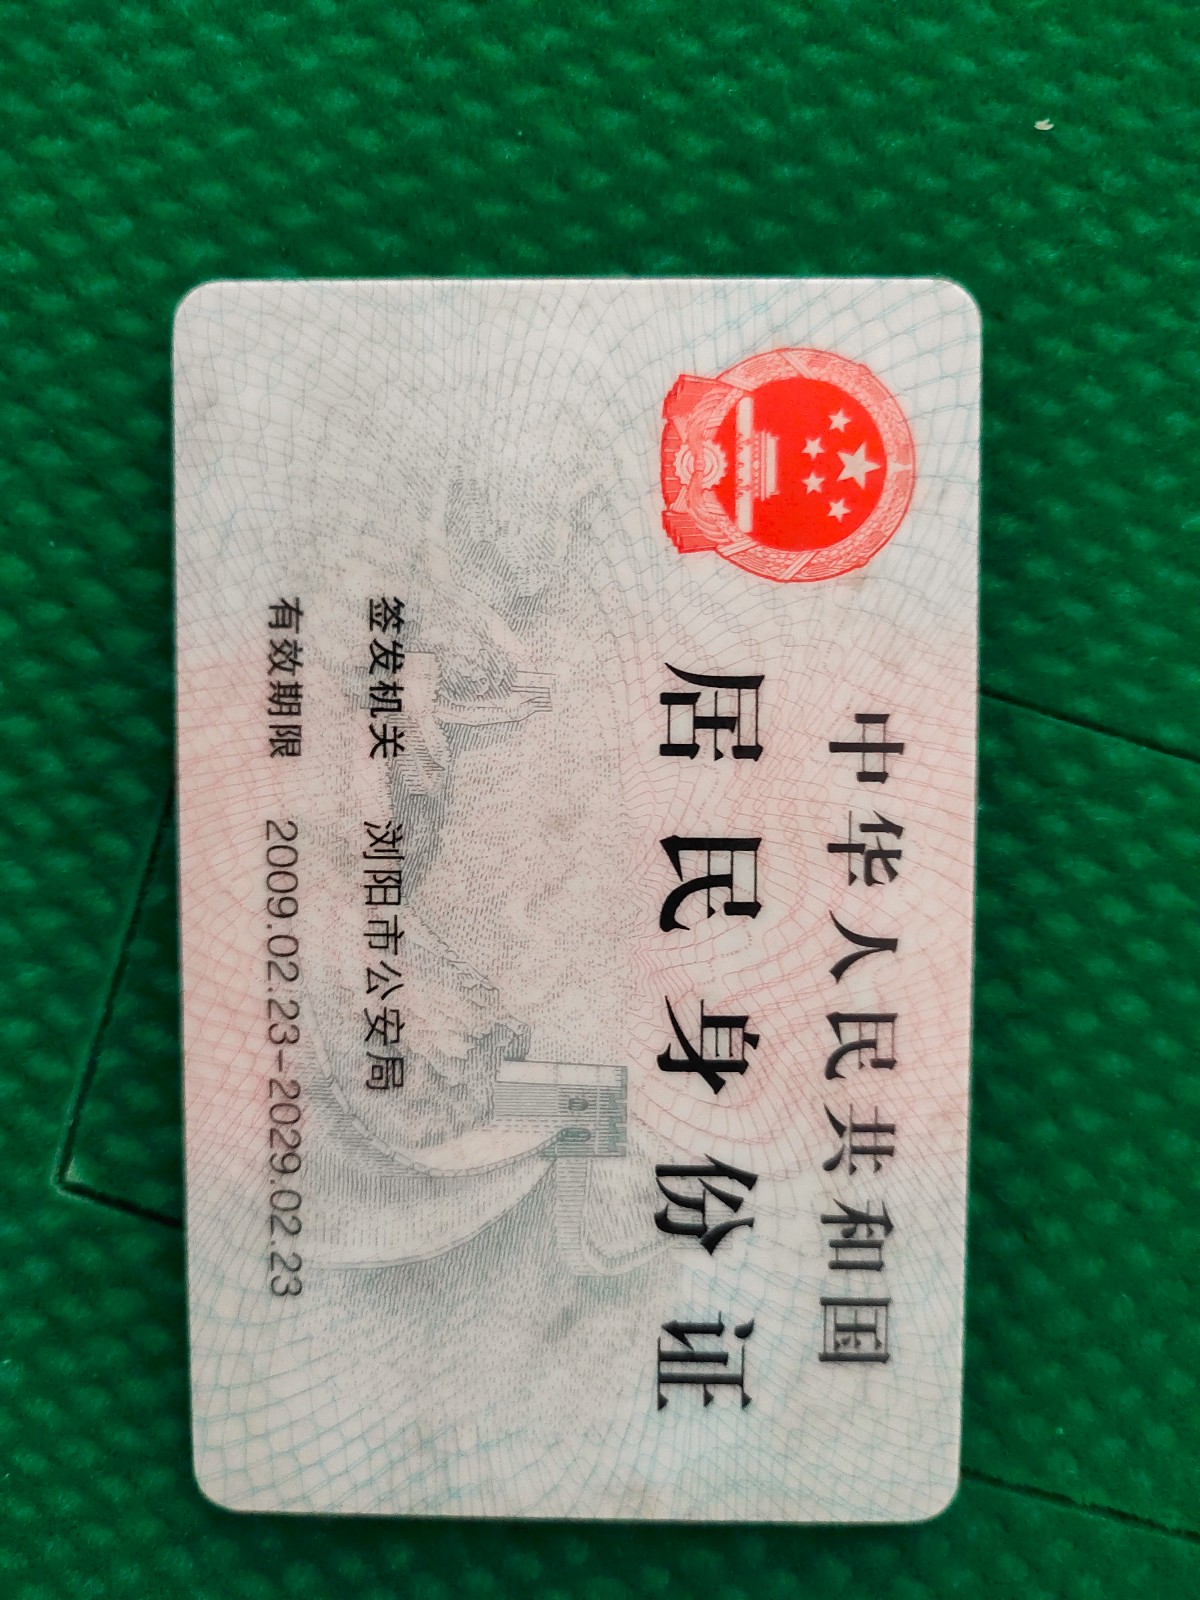 中华人民共和国
居民身份证
签发机关 浏阳市公安局
有效期限 2009.02.23-2029.02.23